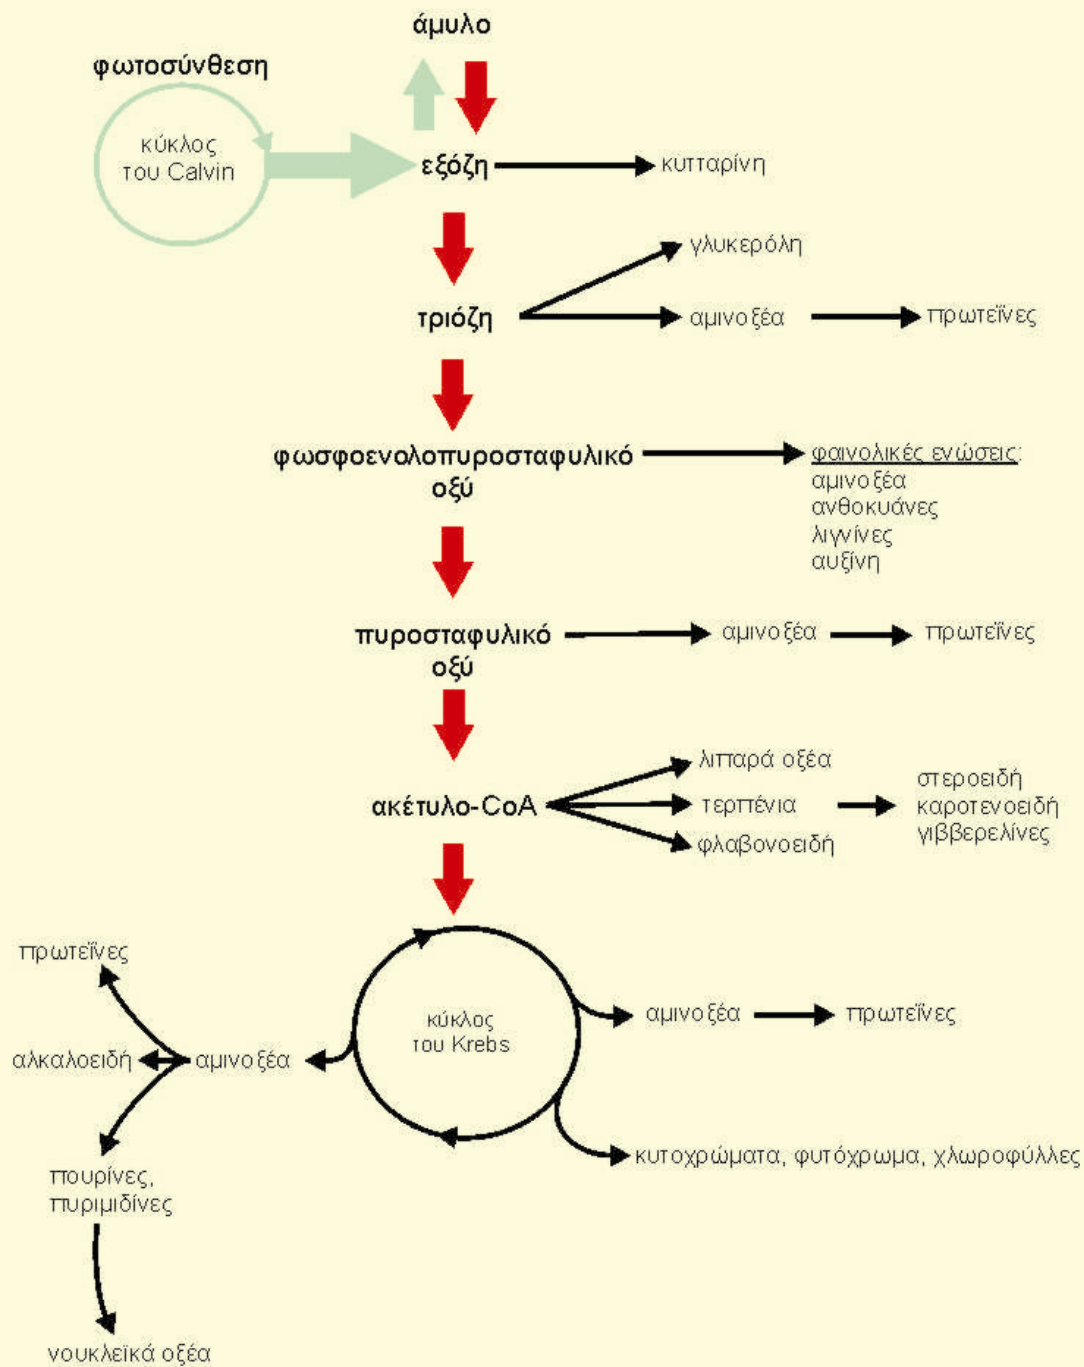 άμυλο
φωτοσύνθεση
κύκλος
του Calvin
εξόζη
κυτταρίνη
γλυκερόλη
τριόζη
αμινοξέα
πρωτεΐνες
φωσφοενολοπυροσταφυλικό
οξύ
φαινολικές ενώσεις:
αμινοξέα
ανθοκυάνες
λιγνίνες
αυξίνη
πυροσταφυλικό
οξύ
αμινοξέα
πρωτεΐνες
ακέτυλο-CoA
λιπαρά οξέα
τερπένια
φλαβονοειδή
στεροειδή
καροτενοειδή
γιββερελίνες
κύκλος
του Krebs
πρωτεΐνες
αλκαλοειδή
αμινοξέα
αμινοξέα
πρωτεΐνες
κυτοχρώματα, φυτόχρωμα, χλωροφύλλες
πουρίνες,
πυριμιδίνες
νουκλεϊκά οξέα